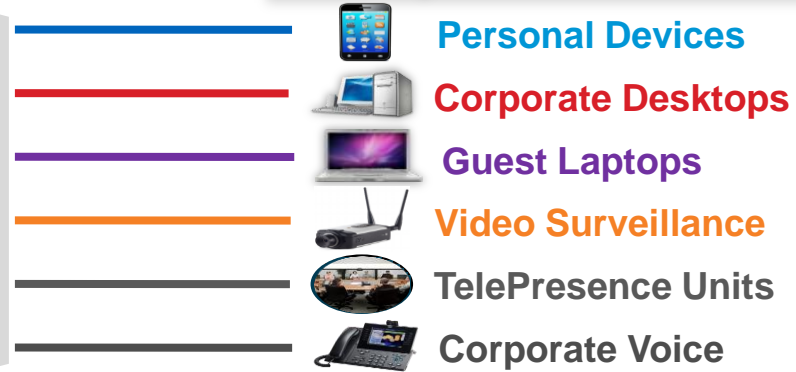 Personal Devices
Corporate Desktops
Guest Laptops
Video Surveillance
TelePresence Units
Corporate Voice